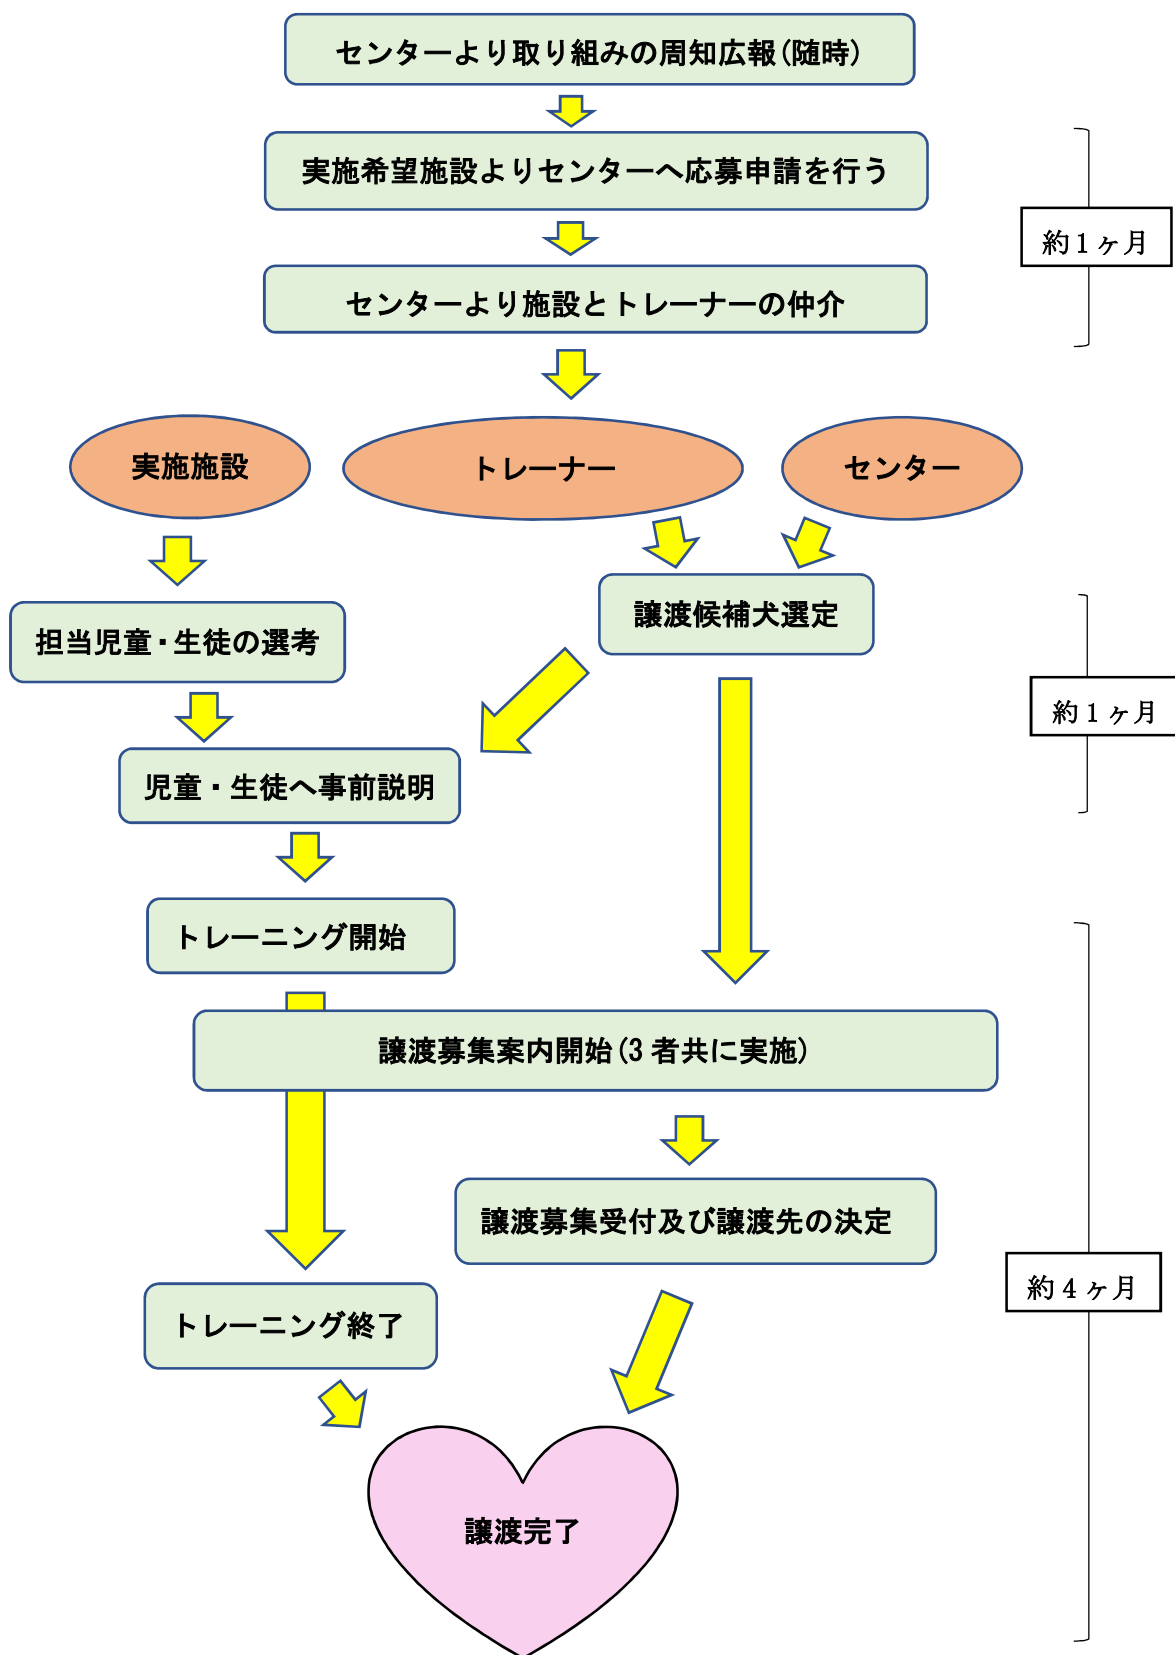 センターより取り組みの周知広報(随時)
実施希望施設よりセンターへ応募申請を行う
約1ヶ月
センターより施設とトレーナーの仲介
実施施設
トレーナー
センター
譲渡候補犬選定
担当児童・生徒の選考
約1ヶ月
児童・生徒へ事前説明
トレーニング開始
譲渡募集案内開始(3者共に実施)
譲渡募集受付及び譲渡先の決定
約4ヶ月
トレーニング終了
譲渡完了